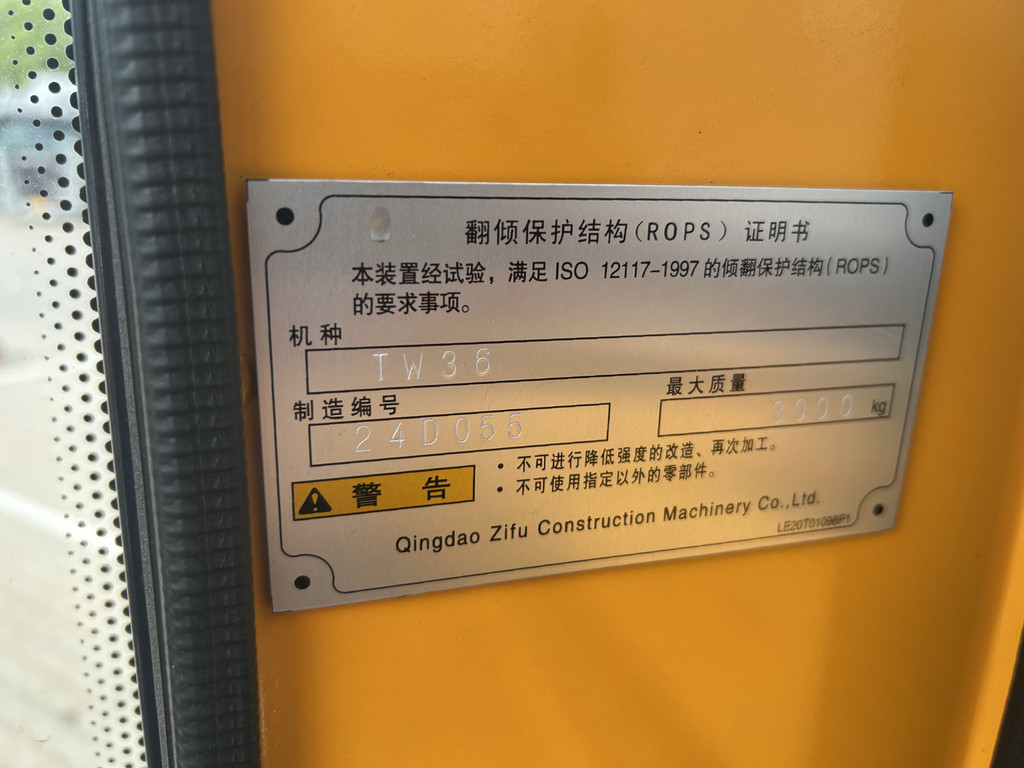 翻倾保护结构(ROPS)证明书
本装置经试验，满足 ISO 12117-1997 的倾翻保护结构(ROPS)
的要求事项。
机种
TW36
制造编号
最大质量
24D055
3000 kg
警告
• 不可进行降低强度的改造、再次加工。
• 不可使用指定以外的零部件。
Qingdao Zifu Construction Machinery Co.,Ltd.